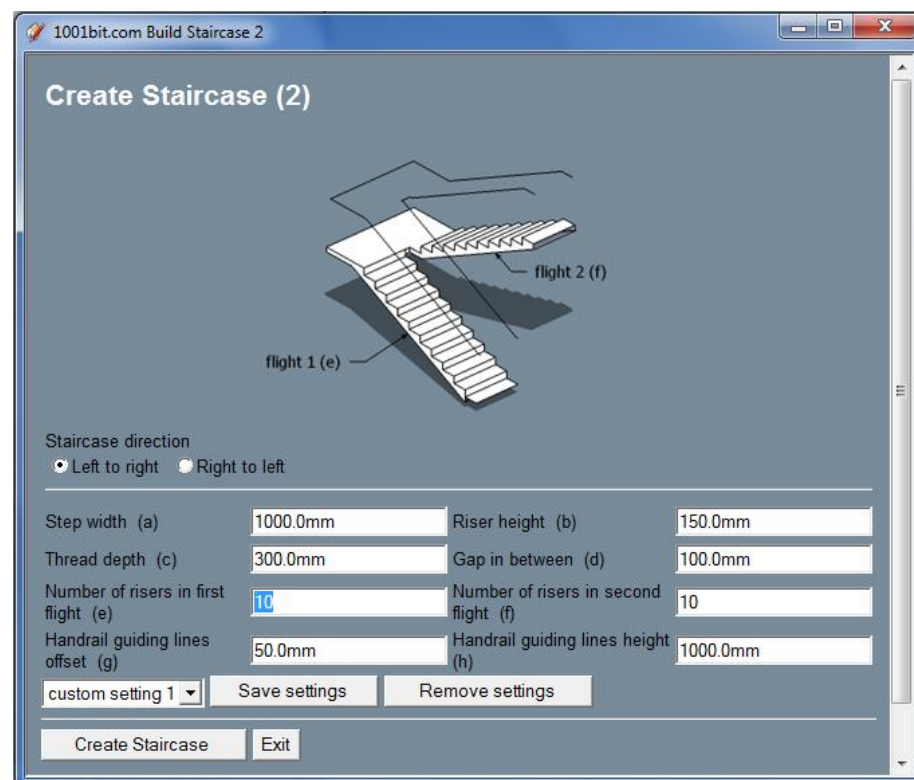 1001bit.com Build Staircase 2
Create Staircase (2)
flight 2 (f)
flight 1 (e)
Staircase direction
Left to right Right to left
Step width (a) 1000.0mm Riser height (b) 150.0mm
Thread depth (c) 300.0mm Gap in between (d) 100.0mm
Number of risers in first
flight (e) 10
Number of risers in second
flight (f) 10
Handrail guiding lines
offset (g) 50.0mm
Handrail guiding lines height
(h) 1000.0mm
custom setting 1 Save settings Remove settings
Create Staircase Exit